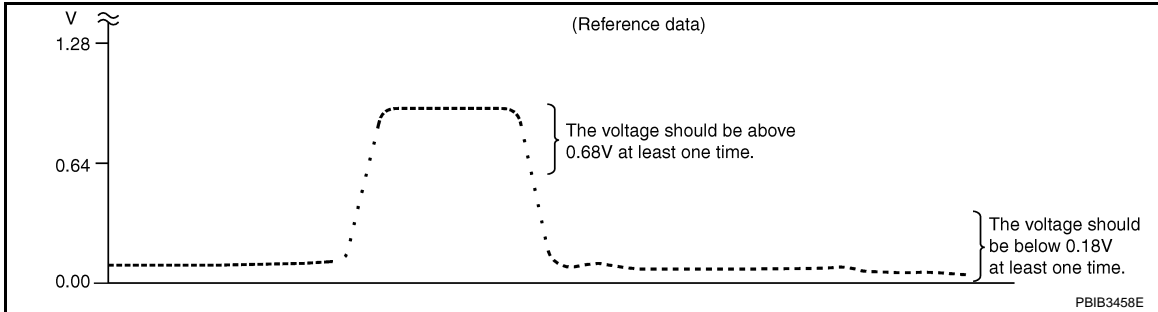 V
(Reference data)
1.28
The voltage should be above
0.68V at least one time.
0.64
The voltage should
be below 0.18V
at least one time.
0.00
PBIB3458E